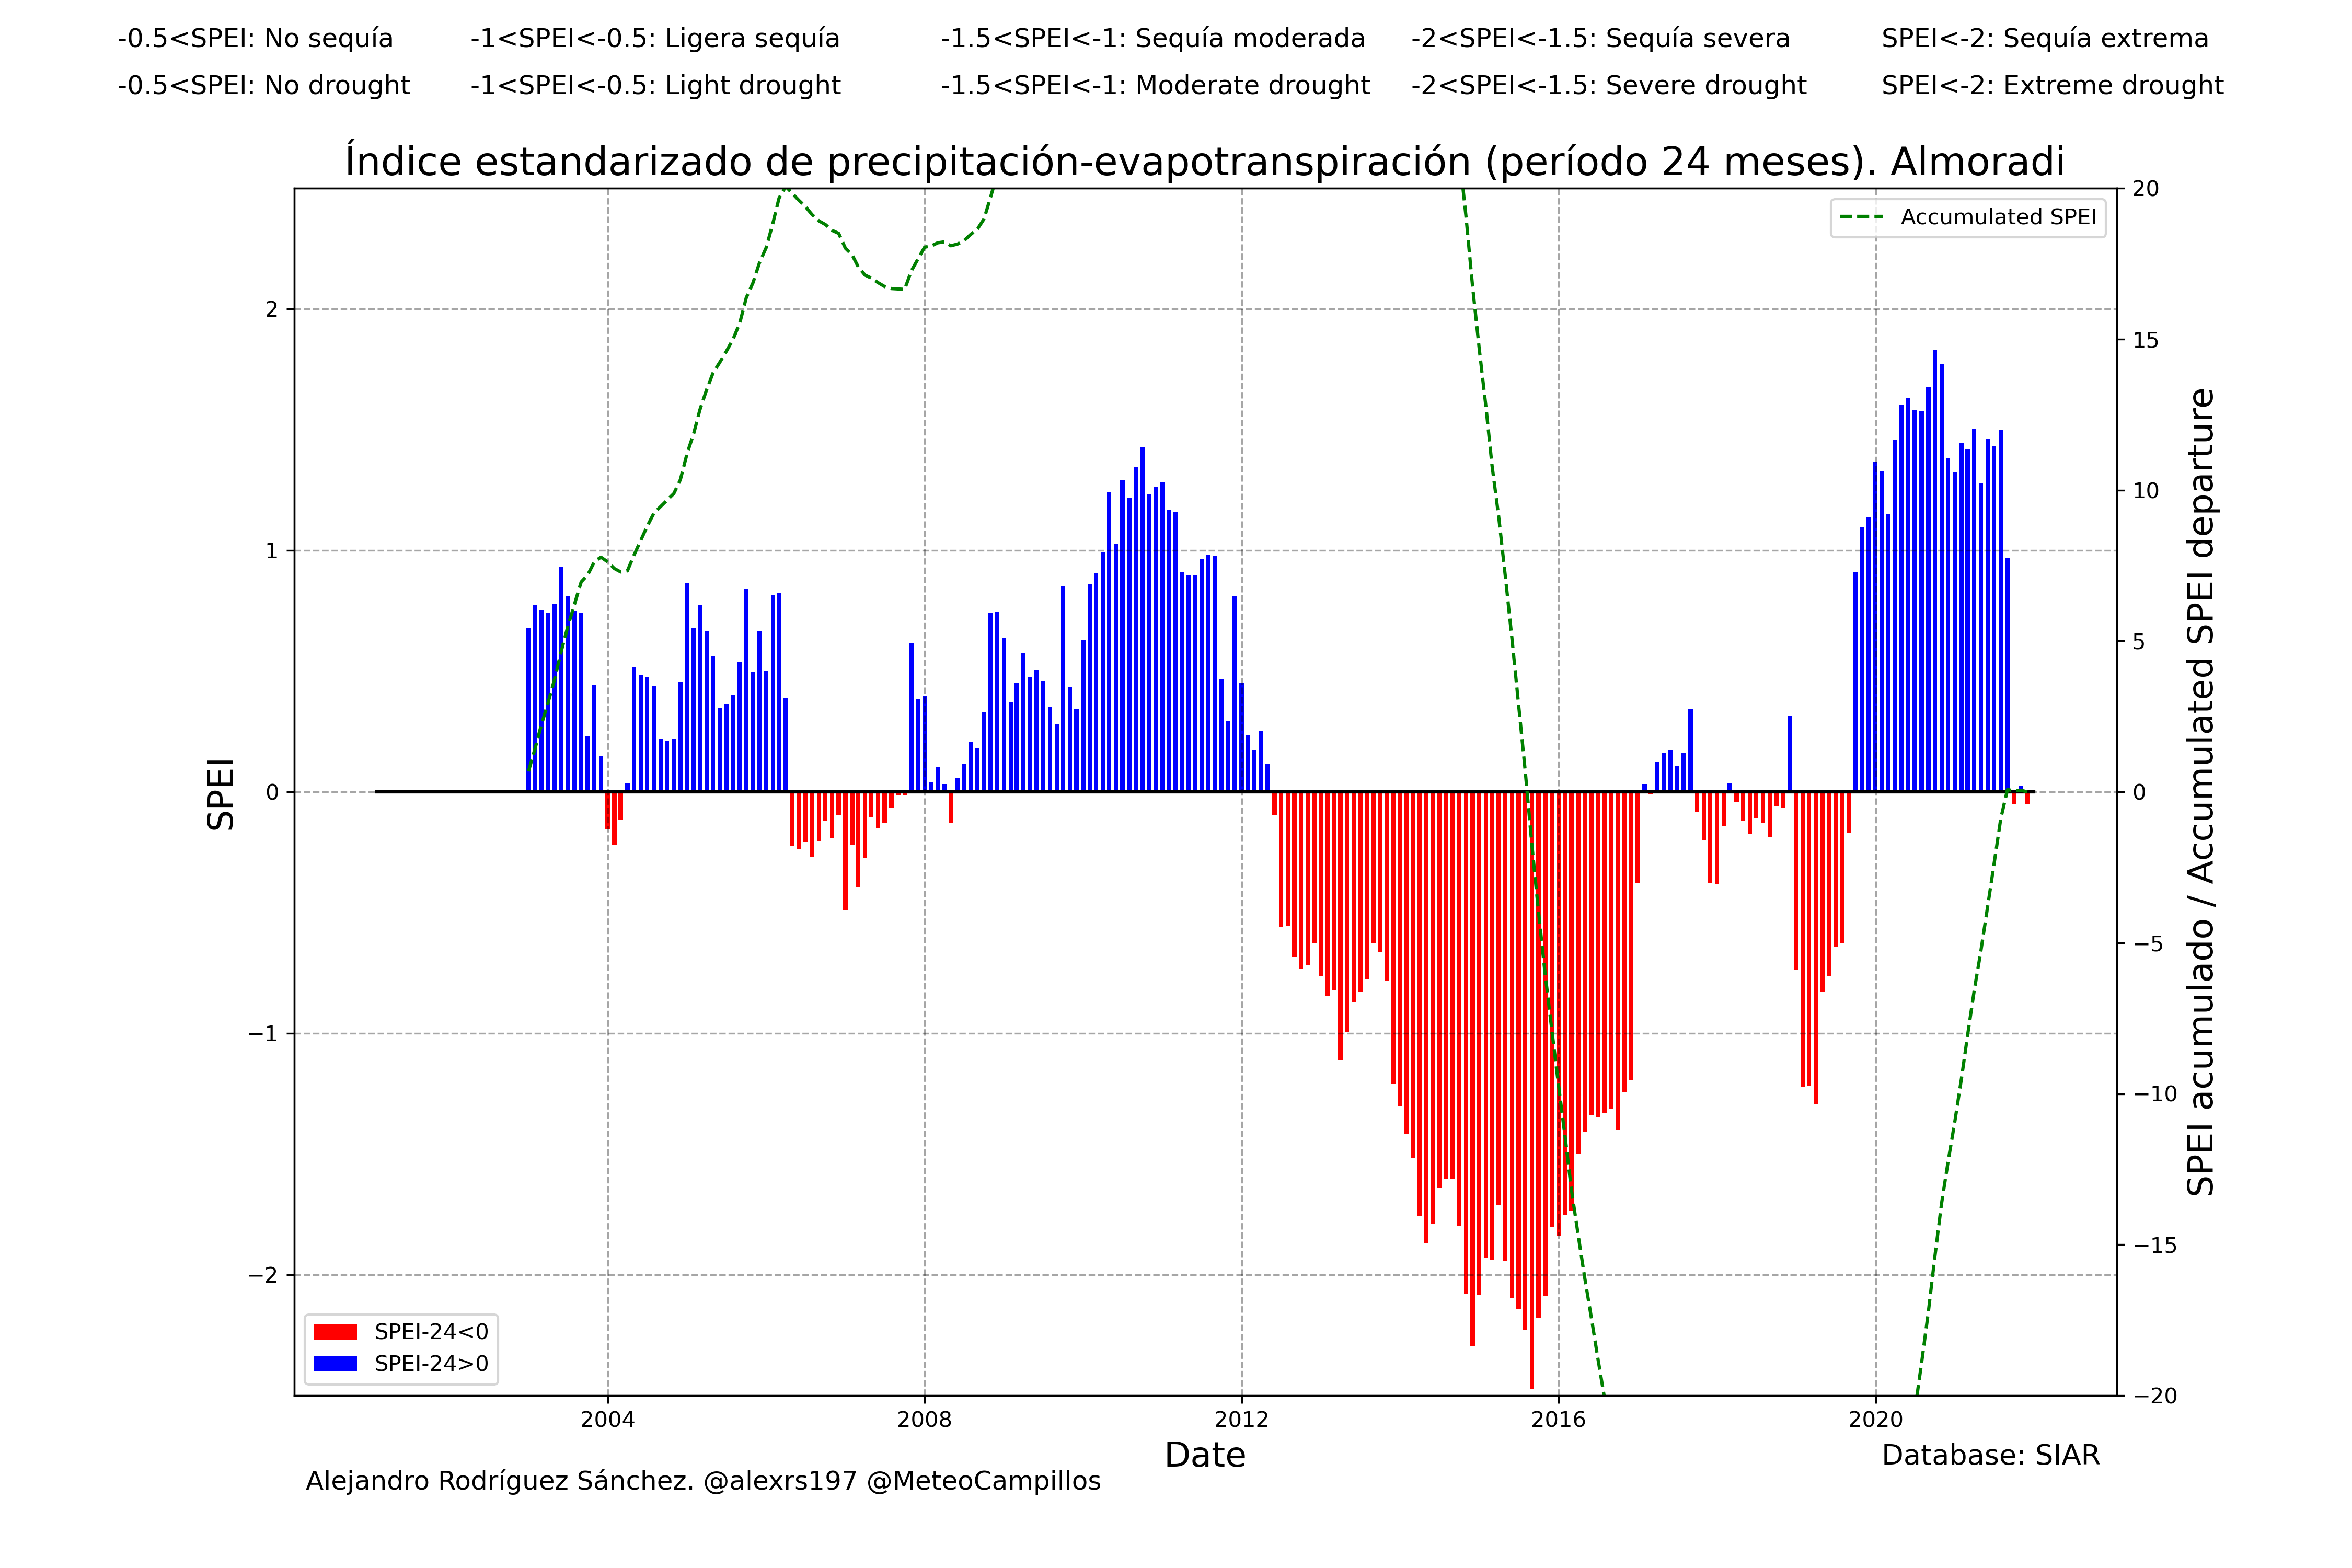 -0.5<SPEI: No sequía -1<SPEI<-0.5: Ligera sequía -1.5<SPEI<-1: Sequía moderada -2<SPEI<-1.5: Sequía severa SPEI<-2: Sequía extrema
-0.5<SPEI: No drought -1<SPEI<-0.5: Light drought -1.5<SPEI<-1: Moderate drought -2<SPEI<-1.5: Severe drought SPEI<-2: Extreme drought
Índice estandarizado de precipitación-evapotranspiración (período 24 meses). Almoradi
SPEI
2
1
0
−1
−2
Accumulated SPEI
20
15
10
5
0
−5
−10
−15
−20
SPEI acumulado / Accumulated SPEI departure
SPEI-24<0
SPEI-24>0
2004 2008 2012 2016 2020
Date
Database: SIAR
Alejandro Rodríguez Sánchez. @alexrs197 @MeteoCampillos